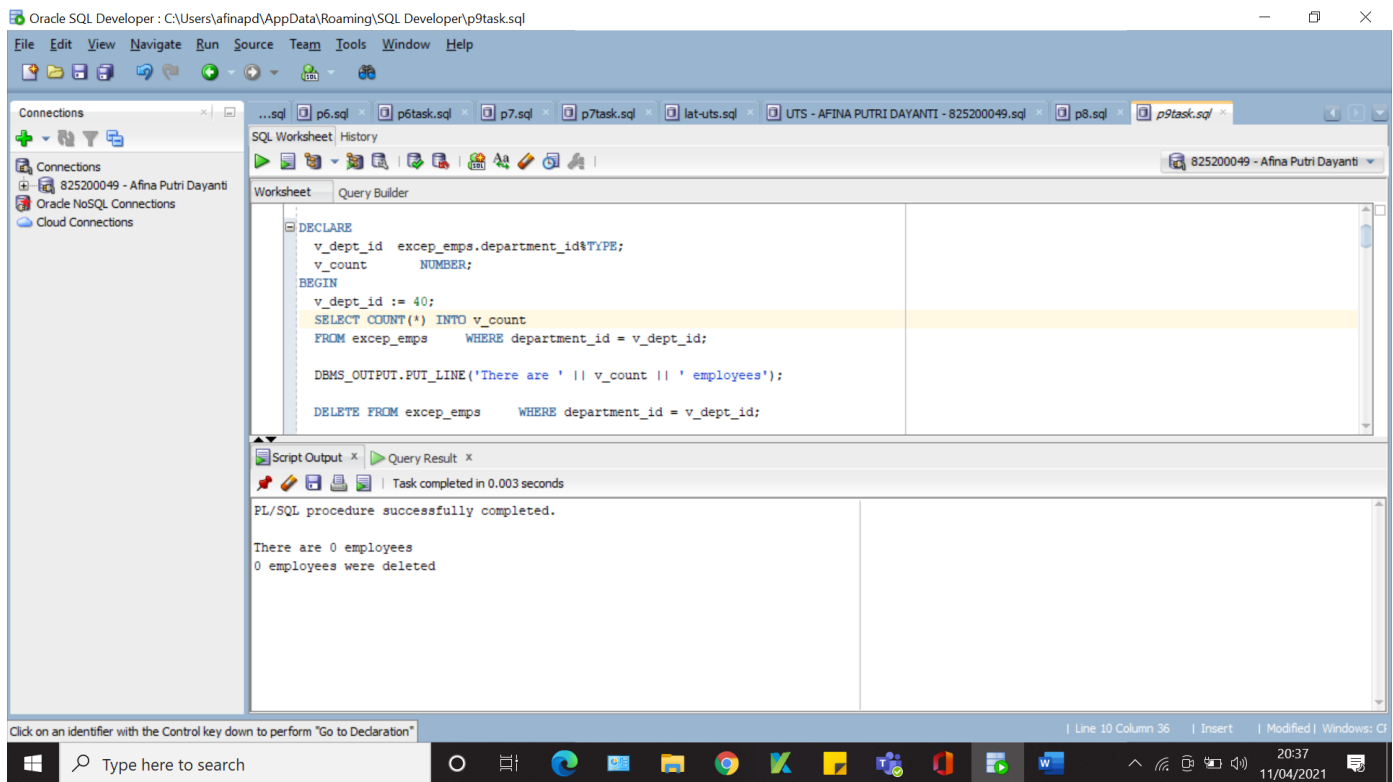 Oracle SQL Developer : C:\Users\afinapd\AppData\Roaming\SQL Developer\p9task.sql
File Edit View Navigate Run Source Team Tools Window Help
Connections
Connections
825200049 - Afina Putri Dayanti
Oracle NoSQL Connections
Cloud Connections
...sql p6.sql p6task.sql p7.sql p7task.sql lat-uts.sql UTS - AFINA PUTRI DAYANTI - 825200049.sql p8.sql p9task.sql
SQL Worksheet History
825200049 - Afina Putri Dayanti
Worksheet Query Builder
DECLARE
v_dept_id excep_emps.department_id%TYPE;
v_count NUMBER;
BEGIN
v_dept_id := 40;
SELECT COUNT(*) INTO v_count
FROM excep_emps WHERE department_id = v_dept_id;
DBMS_OUTPUT.PUT_LINE('There are ' || v_count || ' employees');
DELETE FROM excep_emps WHERE department_id = v_dept_id;
Script Output x Query Result x
Task completed in 0.003 seconds
PL/SQL procedure successfully completed.
There are 0 employees
0 employees were deleted
Click on an identifier with the Control key down to perform "Go to Declaration"
| Line 10 Column 36 | Insert | Modified | Windows: Cl
Type here to search
20:37
11/04/2021